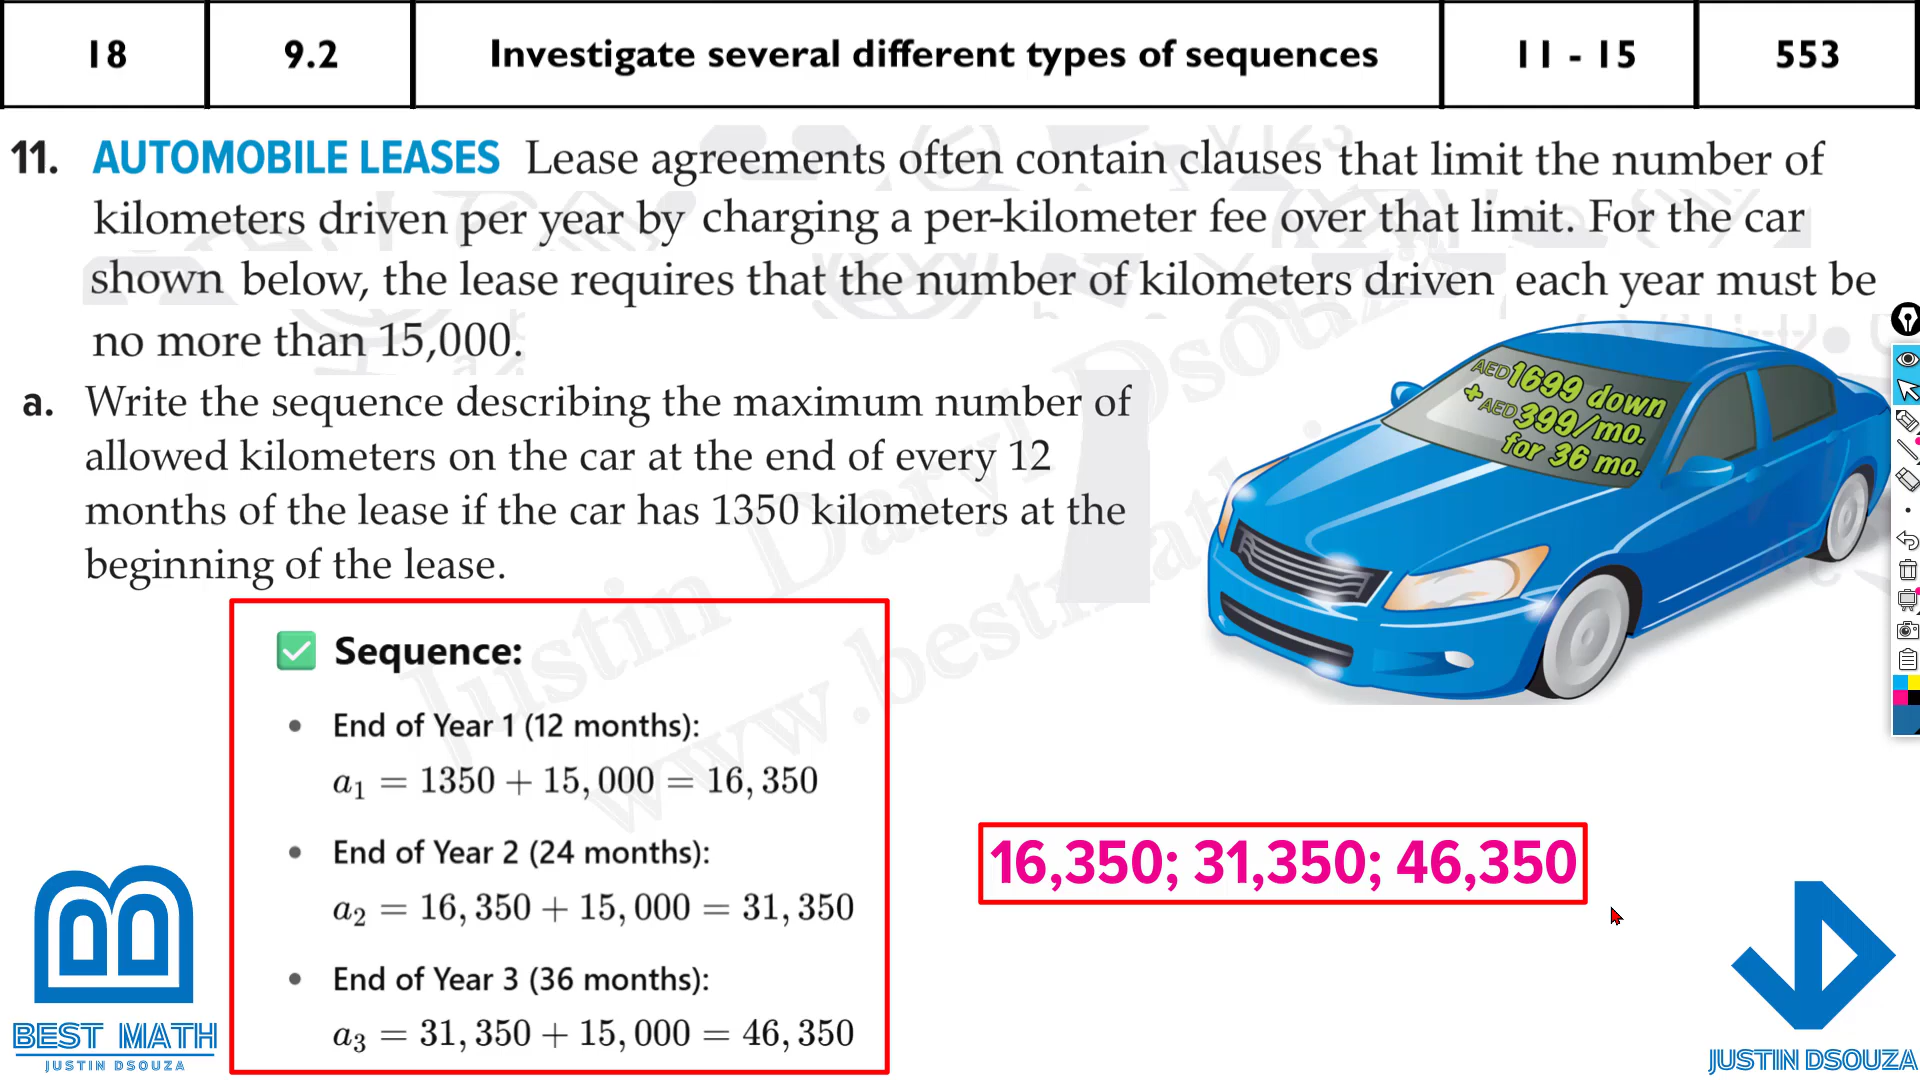 18 9.2 Investigate several different types of sequences 11 - 15 553
11. AUTOMOBILE LEASES Lease agreements often contain clauses that limit the number of
kilometers driven per year by charging a per-kilometer fee over that limit. For the car
shown below, the lease requires that the number of kilometers driven each year must be
no more than 15,000.
a. Write the sequence describing the maximum number of
allowed kilometers on the car at the end of every 12
months of the lease if the car has 1350 kilometers at the
beginning of the lease.
AED1699 down
+ AED399/mo.
for 36 mo.
✅ Sequence:
• End of Year 1 (12 months):
a₁ = 1350 + 15,000 = 16,350
• End of Year 2 (24 months):
a₂ = 16,350 + 15,000 = 31,350
• End of Year 3 (36 months):
a₃ = 31,350 + 15,000 = 46,350
16,350; 31,350; 46,350
BEST MATH
JUSTIN DSOUZA
JUSTIN DSOUZA
Justin Daryl Dsouza